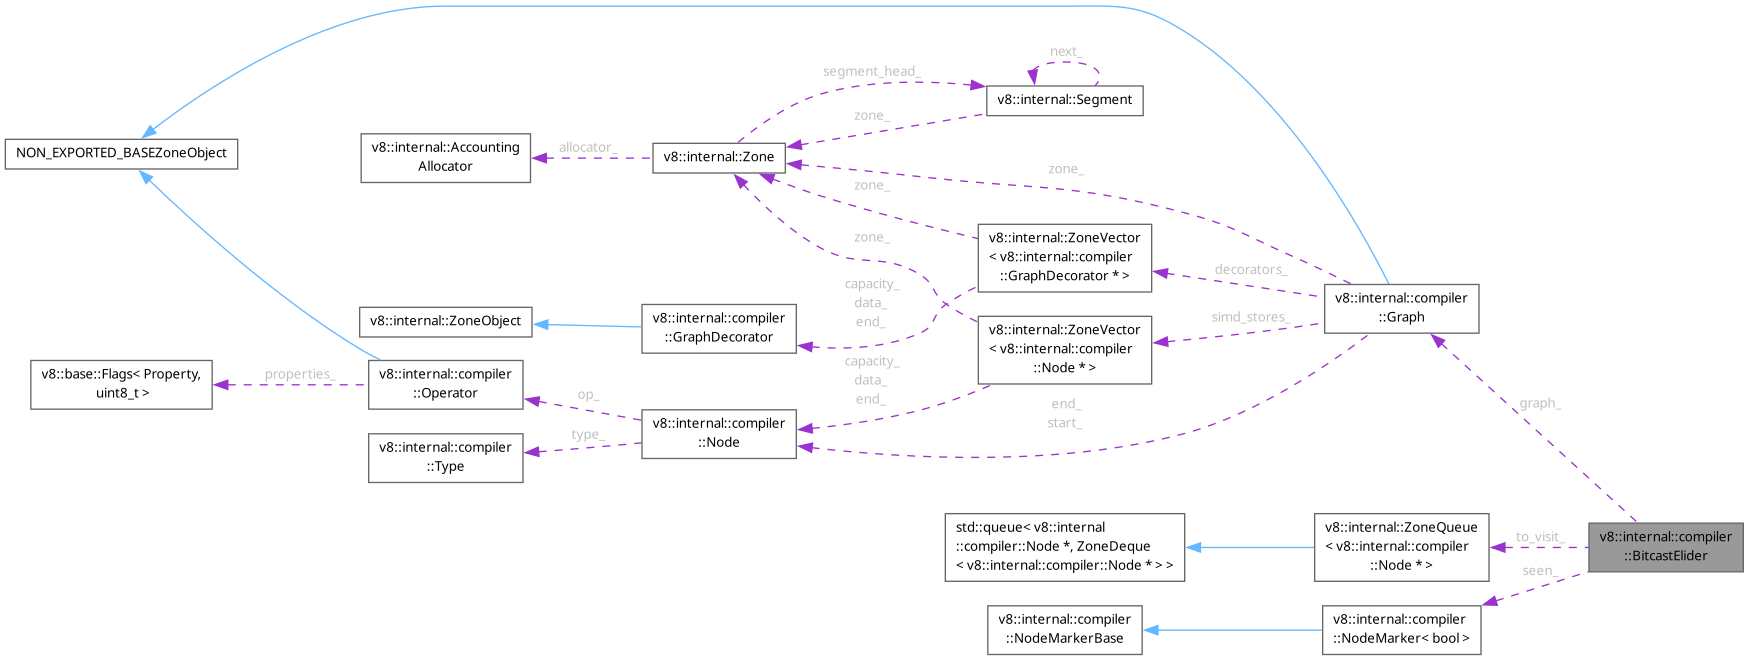 next_
segment_head_
v8::internal::Segment
zone_
v8::internal::Accounting
Allocator
allocator_
v8::internal::Zone
NON_EXPORTED_BASEZoneObject
zone_
zone_
zone_
v8::internal::ZoneVector
< v8::internal::compiler
::GraphDecorator * >
decorators_
capacity_
data_
end_
v8::internal::compiler
::Graph
v8::internal::ZoneObject
v8::internal::compiler
::GraphDecorator
simd_stores_
v8::internal::ZoneVector
< v8::internal::compiler
::Node * >
capacity_
data_
end_
v8::base::Flags< Property,
uint8_t >
properties_
v8::internal::compiler
::Operator
op_
end_
start_
graph_
v8::internal::compiler
::Type
type_
v8::internal::compiler
::Node
std::queue< v8::internal
::compiler::Node *, ZoneDeque
< v8::internal::compiler::Node * > >
v8::internal::ZoneQueue
< v8::internal::compiler
::Node * >
to_visit_
v8::internal::compiler
::BitcastElider
seen_
v8::internal::compiler
::NodeMarkerBase
v8::internal::compiler
::NodeMarker< bool >